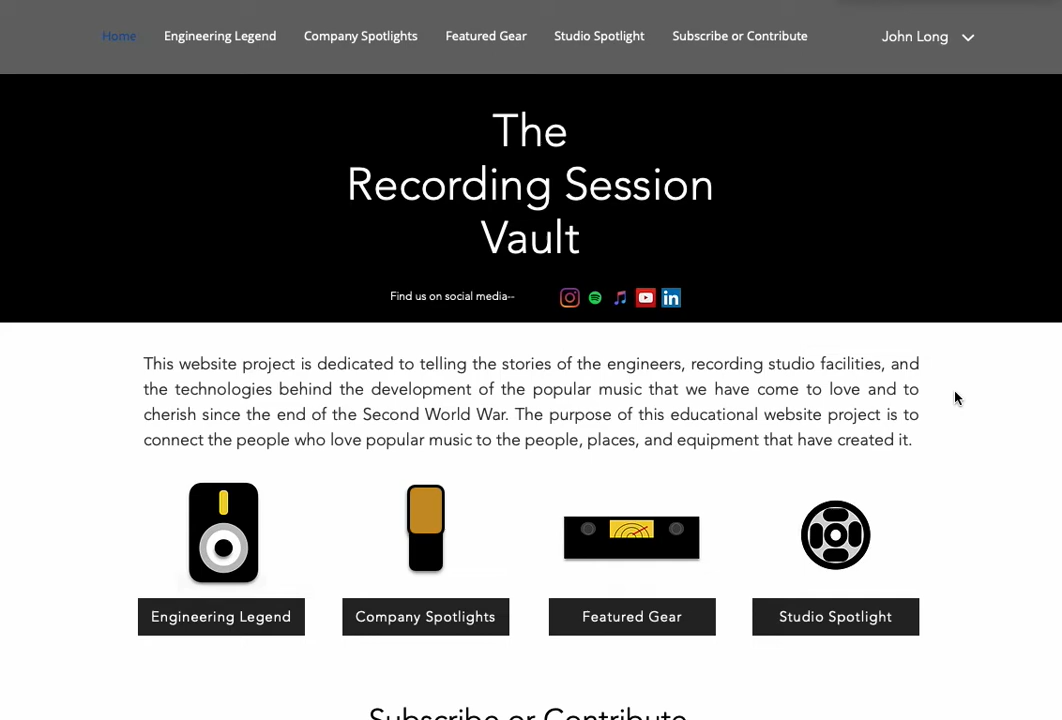 Home Engineering Legend Company Spotlights Featured Gear Studio Spotlight Subscribe or Contribute John Long
The
Recording Session
Vault
Find us on social media--
in
This website project is dedicated to telling the stories of the engineers, recording studio facilities, and
the technologies behind the development of the popular music that we have come to love and to
cherish since the end of the Second World War. The purpose of this educational website project is to
connect the people who love popular music to the people, places, and equipment that have created it.
Engineering Legend Company Spotlights Featured Gear Studio Spotlight
Subscribe or Contribute